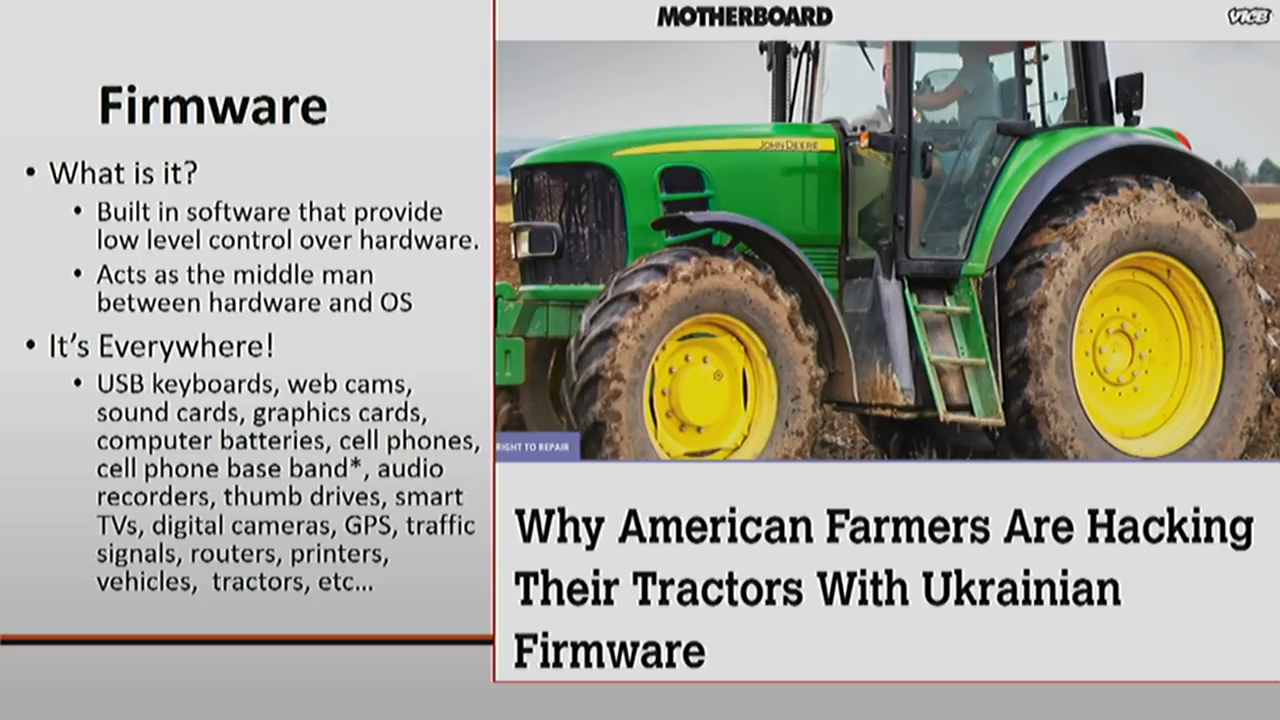 Firmware
• What is it?
• Built in software that provide
low level control over hardware.
• Acts as the middle man
between hardware and OS
• It's Everywhere!
• USB keyboards, web cams,
sound cards, graphics cards,
computer batteries, cell phones,
cell phone base band*, audio
recorders, thumb drives, smart
TVs, digital cameras, GPS, traffic
signals, routers, printers,
vehicles, tractors, etc...
MOTHERBOARD
VICE
JOHN DEERE
RIGHT TO REPAIR
Why American Farmers Are Hacking
Their Tractors With Ukrainian
Firmware